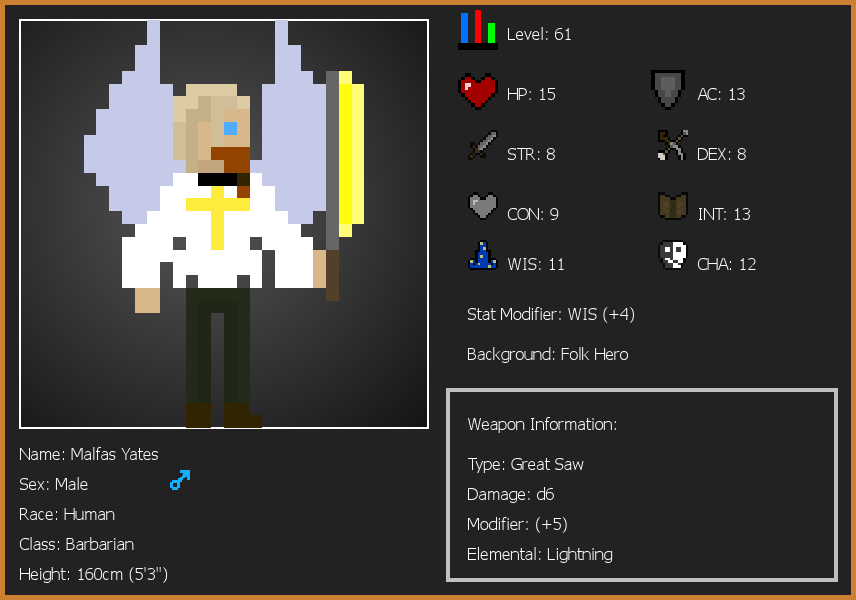 Level: 61
HP: 15
AC: 13
STR: 8
DEX: 8
CON: 9
INT: 13
WIS: 11
CHA: 12
Stat Modifier: WIS (+4)
Background: Folk Hero
Weapon Information:
Type: Great Saw
Damage: d6
Modifier: (+5)
Elemental: Lightning
Name: Malfas Yates
Sex: Male
Race: Human
Class: Barbarian
Height: 160cm (5'3")